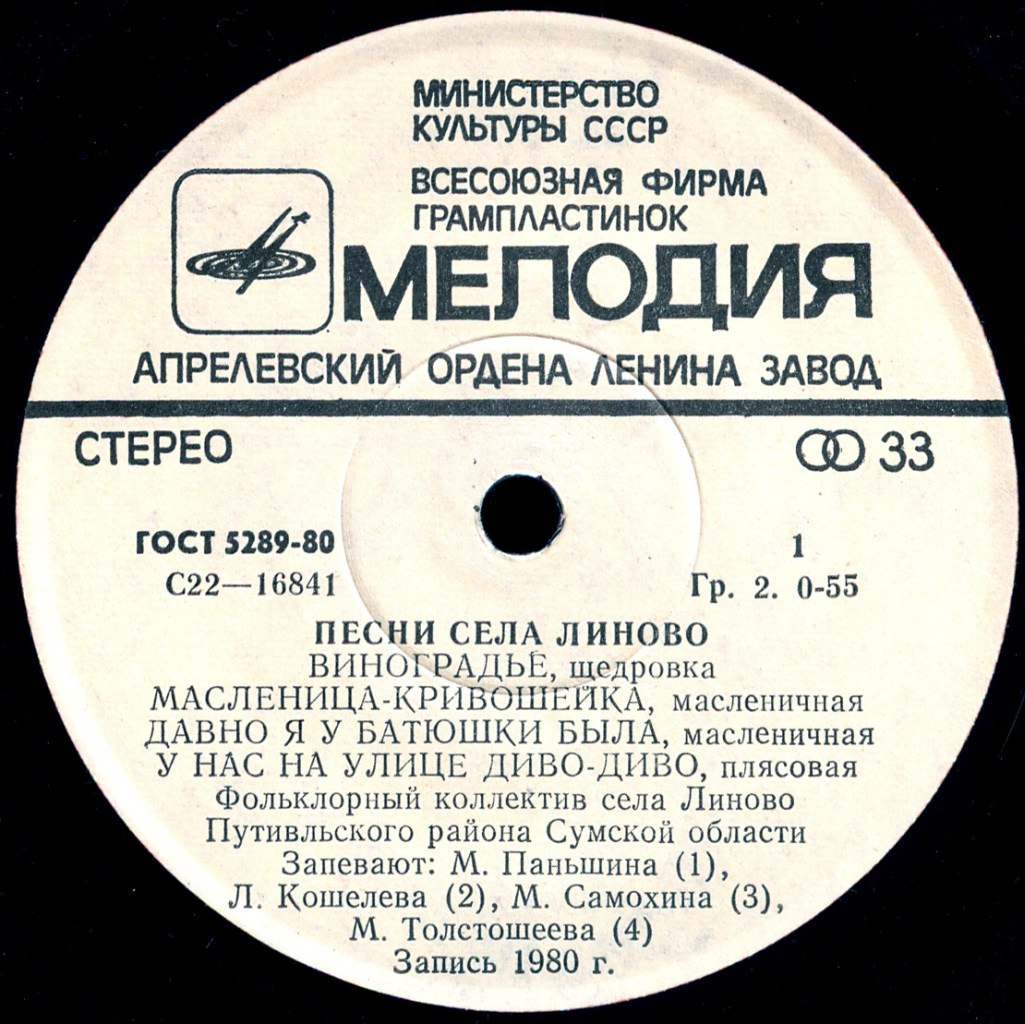 МИНИСТЕРСТВО
КУЛЬТУРЫ СССР
ВСЕСОЮЗНАЯ ФИРМА
ГРАМПЛАСТИНОК
МЕЛОДИЯ
АПРЕЛЕВСКИЙ ОРДЕНА ЛЕНИНА ЗАВОД
СТЕРЕО 33
ГОСТ 5289-80 1
С22—16841 Гр. 2. 0-55
ПЕСНИ СЕЛА ЛИНОВО
ВИНОГРАДЬЕ, щедровка
МАСЛЕНИЦА-КРИВОШЕЙКА, масленичная
ДАВНО Я У БАТЮШКИ БЫЛА, масленичная
У НАС НА УЛИЦЕ ДИВО-ДИВО, плясовая
Фольклорный коллектив села Линово
Путивльского района Сумской области
Запевают: М. Паньшина (1),
Л. Кошелева (2), М. Самохина (3),
М. Толстошеева (4)
Запись 1980 г.